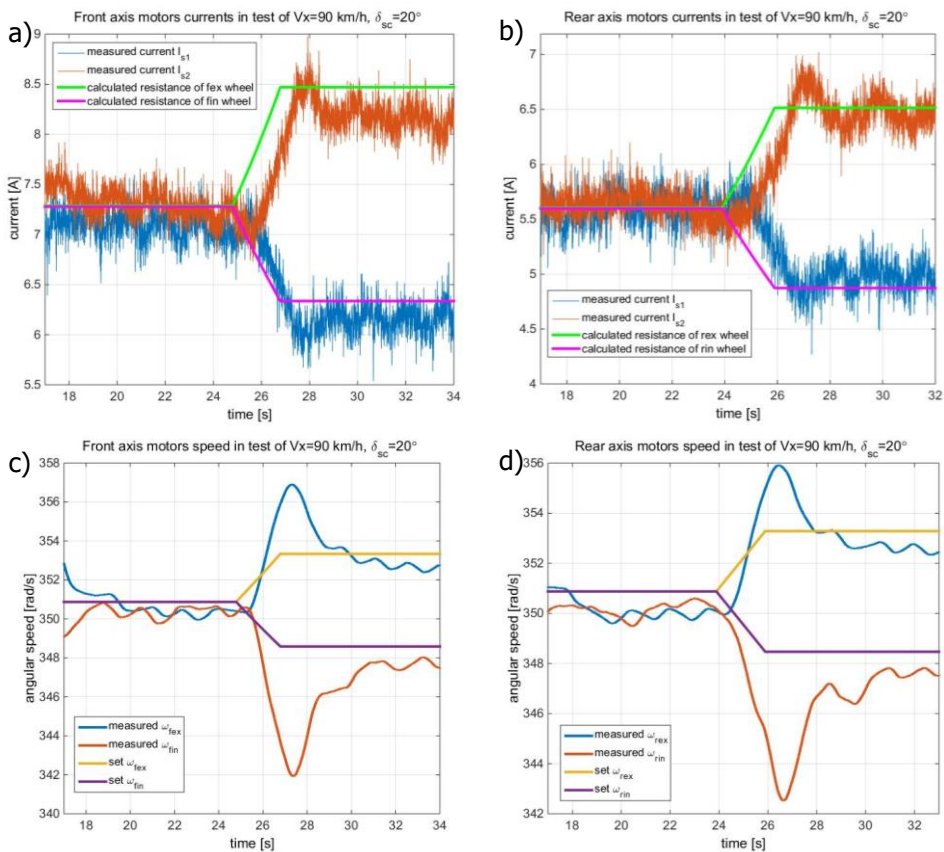 a)
Front axis motors currents in test of Vx=90 km/h, δsc=20°
9
8.5
8
7.5
7
6.5
6
5.5
current [A]
measured current Is1
measured current Is2
calculated resistance of fex wheel
calculated resistance of fin wheel
18 20 22 24 26 28 30 32 34
time [s]
b)
Rear axis motors currents in test of Vx=90 km/h, δsc=20°
7
6.5
6
5.5
5
4.5
4
current [A]
measured current Is1
measured current Is2
calculated resistance of rex wheel
calculated resistance of rin wheel
18 20 22 24 26 28 30 32
time [s]
c)
Front axis motors speed in test of Vx=90 km/h, δsc=20°
358
356
354
352
350
348
346
344
342
340
angular speed [rad/s]
measured ωfex
measured ωfin
set ωfex
set ωfin
18 20 22 24 26 28 30 32 34
time [s]
d)
Rear axis motors speed in test of Vx=90 km/h, δsc=20°
356
354
352
350
348
346
344
342
angular speed [rad/s]
measured ωrex
measured ωrin
set ωrex
set ωrin
18 20 22 24 26 28 30 32
time [s]